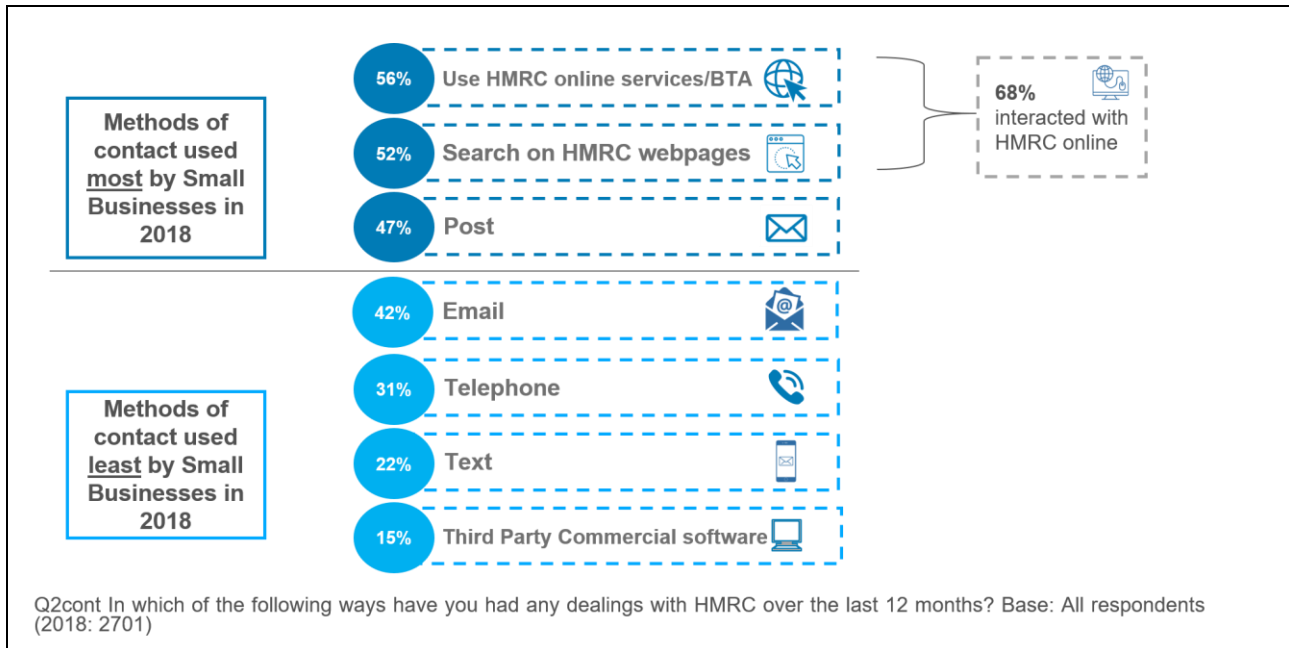 Methods of
contact used
most by Small
Businesses in
2018
56%
Use HMRC online services/BTA
52%
Search on HMRC webpages
47%
Post
68%
interacted with
HMRC online
Methods of
contact used
least by Small
Businesses in
2018
42%
Email
@
31%
Telephone
22%
Text
15%
Third Party Commercial software
Q2cont In which of the following ways have you had any dealings with HMRC over the last 12 months? Base: All respondents
(2018: 2701)